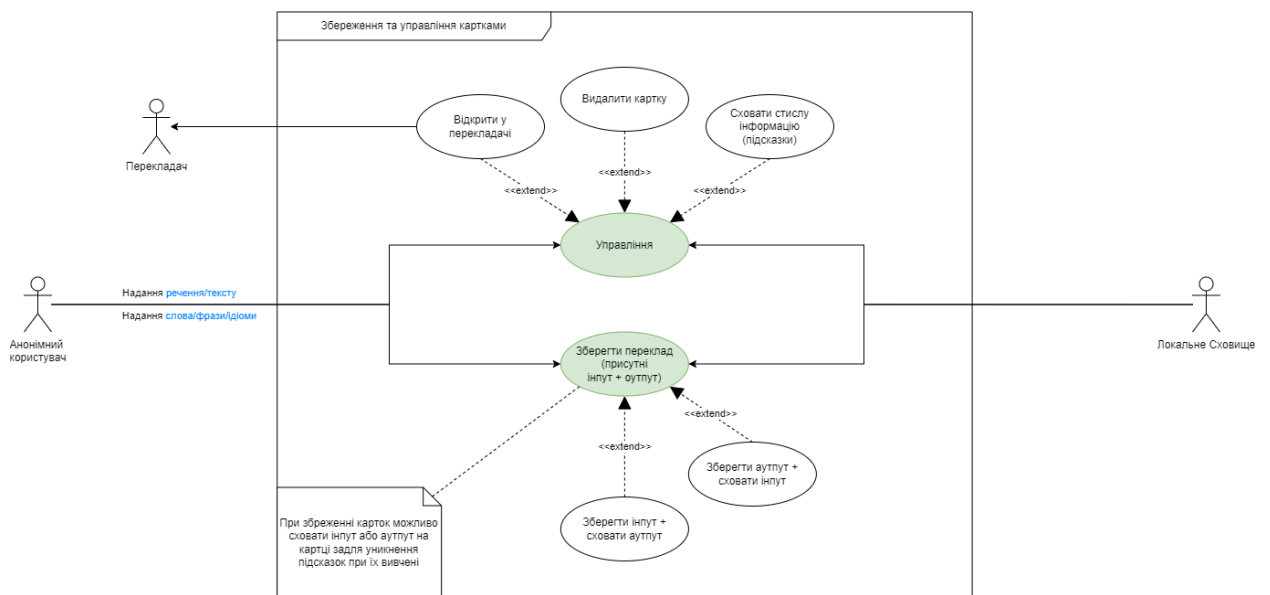 Збереження та управління картками
Відкрити у
перекладачі
Видалити картку
Сховати стислу
інформацію
(підсказки)
Перекладач
<<extend>>
<<extend>>
<<extend>>
Управління
Надання речення/тексту
Надання слова/фрази/ідіоми
Анонімний
користувач
Локальне Сховище
Зберегти переклад
(присутні
інпут + оутпут)
<<extend>>
<<extend>>
Зберегти аутпут +
сховати інпут
Зберегти інпут +
сховати аутпут
При збреженні карток можливо
сховати інпут або аутпут на
картці задля уникнення
підсказок при їх вивчені